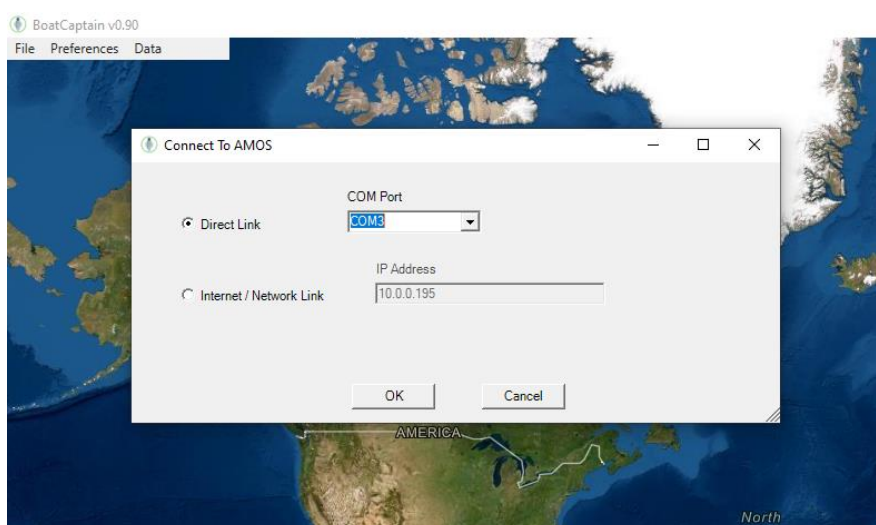 BoatCaptain v0.90
File Preferences Data
Connect To AMOS
COM Port
Direct Link
COM3
IP Address
Internet / Network Link
10.0.0.195
OK Cancel
AMERICA
North